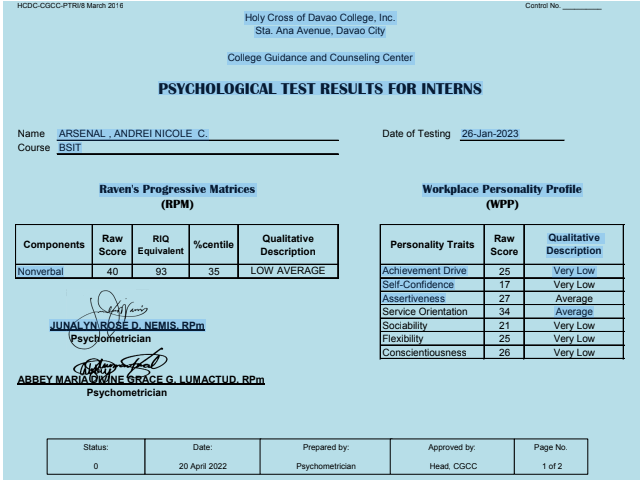 HCDC-CGCC-PTRI/8 March 2016 Control No. __________
Holy Cross of Davao College, Inc.
Sta. Ana Avenue, Davao City
College Guidance and Counseling Center
PSYCHOLOGICAL TEST RESULTS FOR INTERNS
Name ARSENAL , ANDREI NICOLE C. Date of Testing 26-Jan-2023
Course BSIT
Raven's Progressive Matrices
(RPM)
Components Raw Score RIQ Equivalent %centile Qualitative Description
Nonverbal 40 93 35 LOW AVERAGE
JUNALYN ROSE D. NEMIS, RPm
Psychometrician
ABBEY MARIA DWINE GRACE G. LUMACTUD, RPm
Psychometrician
Workplace Personality Profile
(WPP)
Personality Traits Raw Score Qualitative Description
Achievement Drive 25 Very Low
Self-Confidence 17 Very Low
Assertiveness 27 Average
Service Orientation 34 Average
Sociability 21 Very Low
Flexibility 25 Very Low
Conscientiousness 26 Very Low
Status: Date: Prepared by: Approved by: Page No.
0 20 April 2022 Psychometrician Head, CGCC 1 of 2